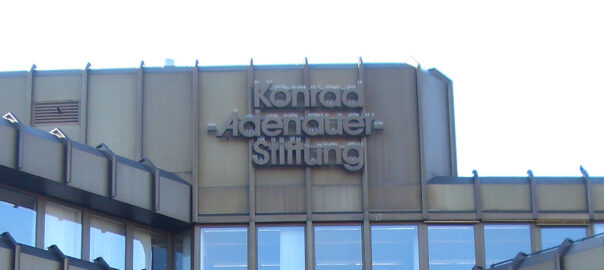 Konrad
-Adenauer-
Stiftung